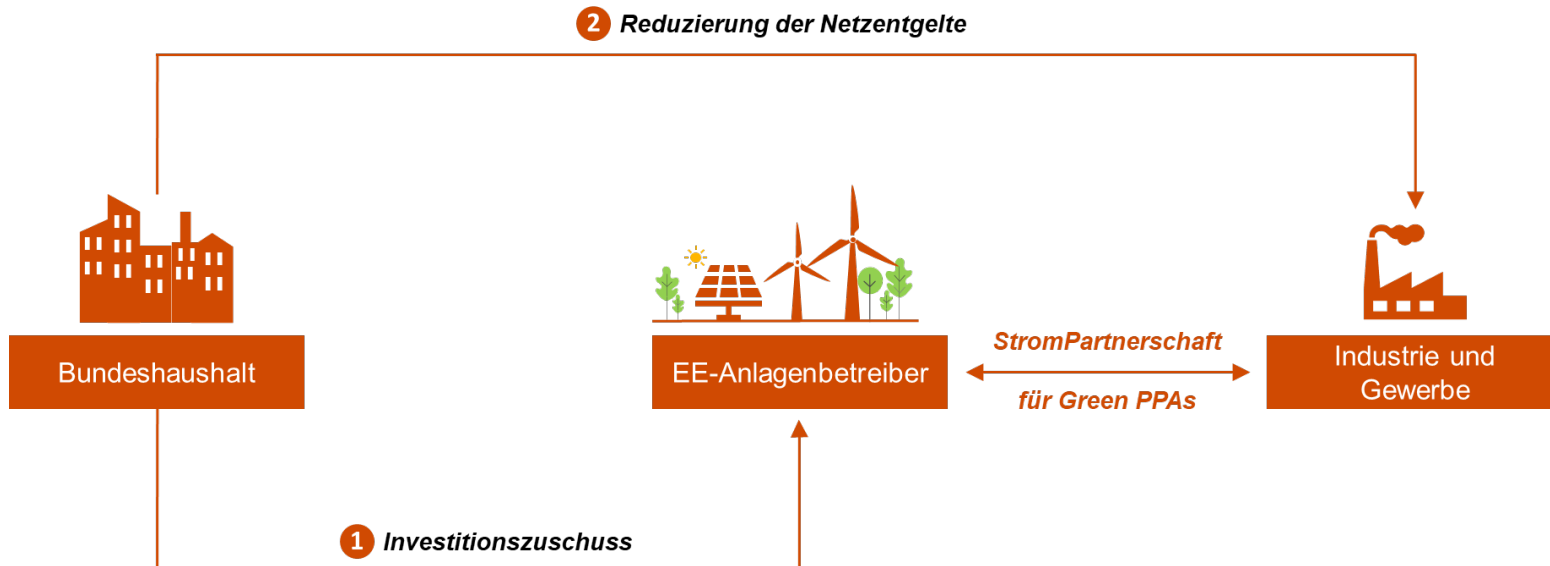 2 Reduzierung der Netzentgelte
Bundeshaushalt
EE-Anlagenbetreiber
StromPartnerschaft
für Green PPAs
Industrie und
Gewerbe
1 Investitionszuschuss